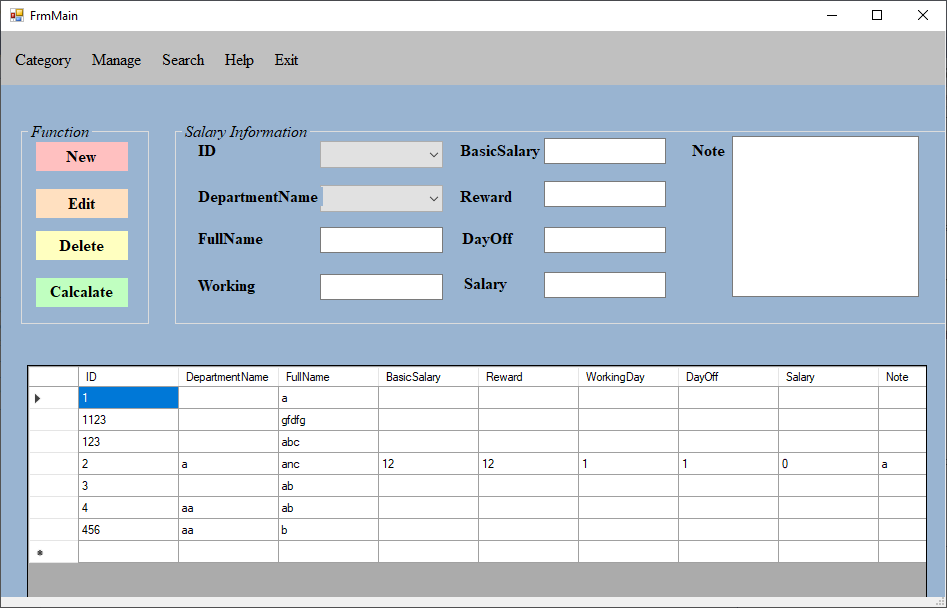 FrmMain
Category Manage Search Help Exit
Function
New
Edit
Delete
Calcalate
Salary Information
ID BasicSalary Note
DepartmentName Reward
FullName DayOff
Working Salary
ID DepartmentName FullName BasicSalary Reward WorkingDay DayOff Salary Note
1 a
1123 gfdfg
123 abc
2 a anc 12 12 1 1 0 a
3 ab
4 aa ab
456 aa b